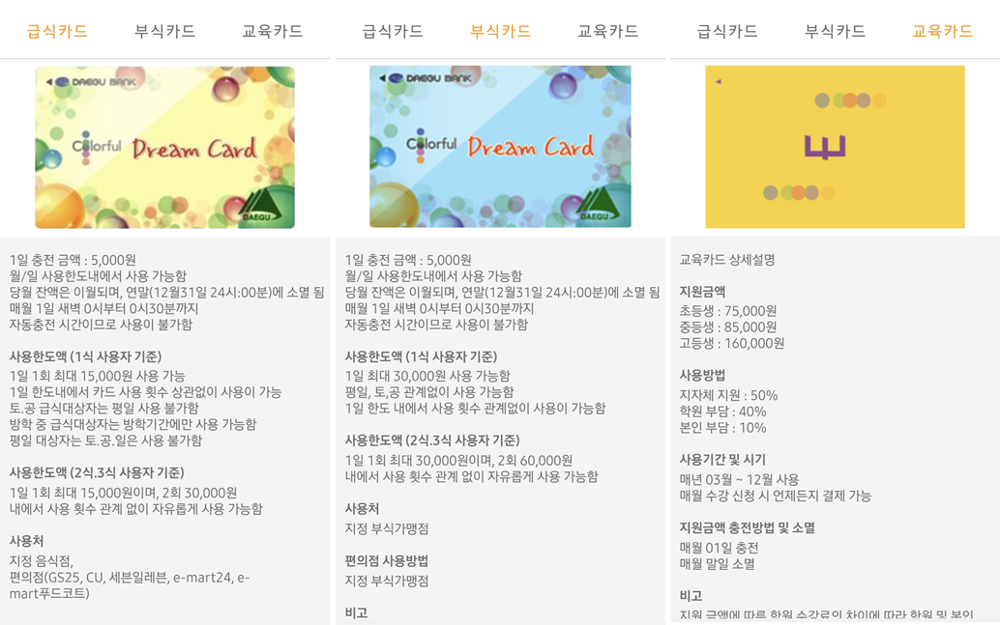 급식카드 부식카드 교육카드
DAEGU BANK
Colorful Dream Card
DAEGU
1일 충전 금액 : 5,000원
월/일 사용한도내에서 사용 가능함
당월 잔액은 이월되며, 연말(12월31일 24시:00분)에 소멸 됨
매월 1일 새벽 0시부터 0시30분까지
자동충전 시간이므로 사용이 불가함
사용한도액 (1식 사용자 기준)
1일 1회 최대 15,000원 사용 가능
1일 한도내에서 카드 사용 횟수 상관없이 사용이 가능
토.공 급식대상자는 평일 사용 불가함
방학 중 급식대상자는 방학기간에만 사용 가능함
평일 대상자는 토.공.일은 사용 불가함
사용한도액 (2식.3식 사용자 기준)
1일 1회 최대 15,000원이며, 2회 30,000원
내에서 사용 횟수 관계 없이 자유롭게 사용 가능함
사용처
지정 음식점,
편의점(GS25, CU, 세븐일레븐, e-mart24, e-
mart푸드코트)
급식카드 부식카드 교육카드
DAEGU BANK
Colorful Dream Card
DAEGU
1일 충전 금액 : 5,000원
월/일 사용한도내에서 사용 가능함
당월 잔액은 이월되며, 연말(12월31일 24시:00분)에 소멸 됨
매월 1일 새벽 0시부터 0시30분까지
자동충전 시간이므로 사용이 불가함
사용한도액 (1식 사용자 기준)
1일 최대 30,000원 사용 가능함
평일, 토,공 관계없이 사용 가능함
1일 한도 내에서 사용 횟수 관계없이 사용이 가능함
사용한도액 (2식.3식 사용자 기준)
1일 1회 최대 30,000원이며, 2회 60,000원
내에서 사용 횟수 관계 없이 자유롭게 사용 가능함
사용처
지정 부식가맹점
편의점 사용방법
지정 부식가맹점
비고
급식카드 부식카드 교육카드
교육카드 상세설명
지원금액
초등생 : 75,000원
중등생 : 85,000원
고등생 : 160,000원
사용방법
지자체 지원 : 50%
학원 부담 : 40%
본인 부담 : 10%
사용기간 및 시기
매년 03월 ~ 12월 사용
매월 수강 신청 시 언제든지 결제 가능
지원금액 충전방법 및 소멸
매월 01일 충전
매월 말일 소멸
비고
지원 금액에 따른 학원 수강료의 차이에 따라 학원 및 본인